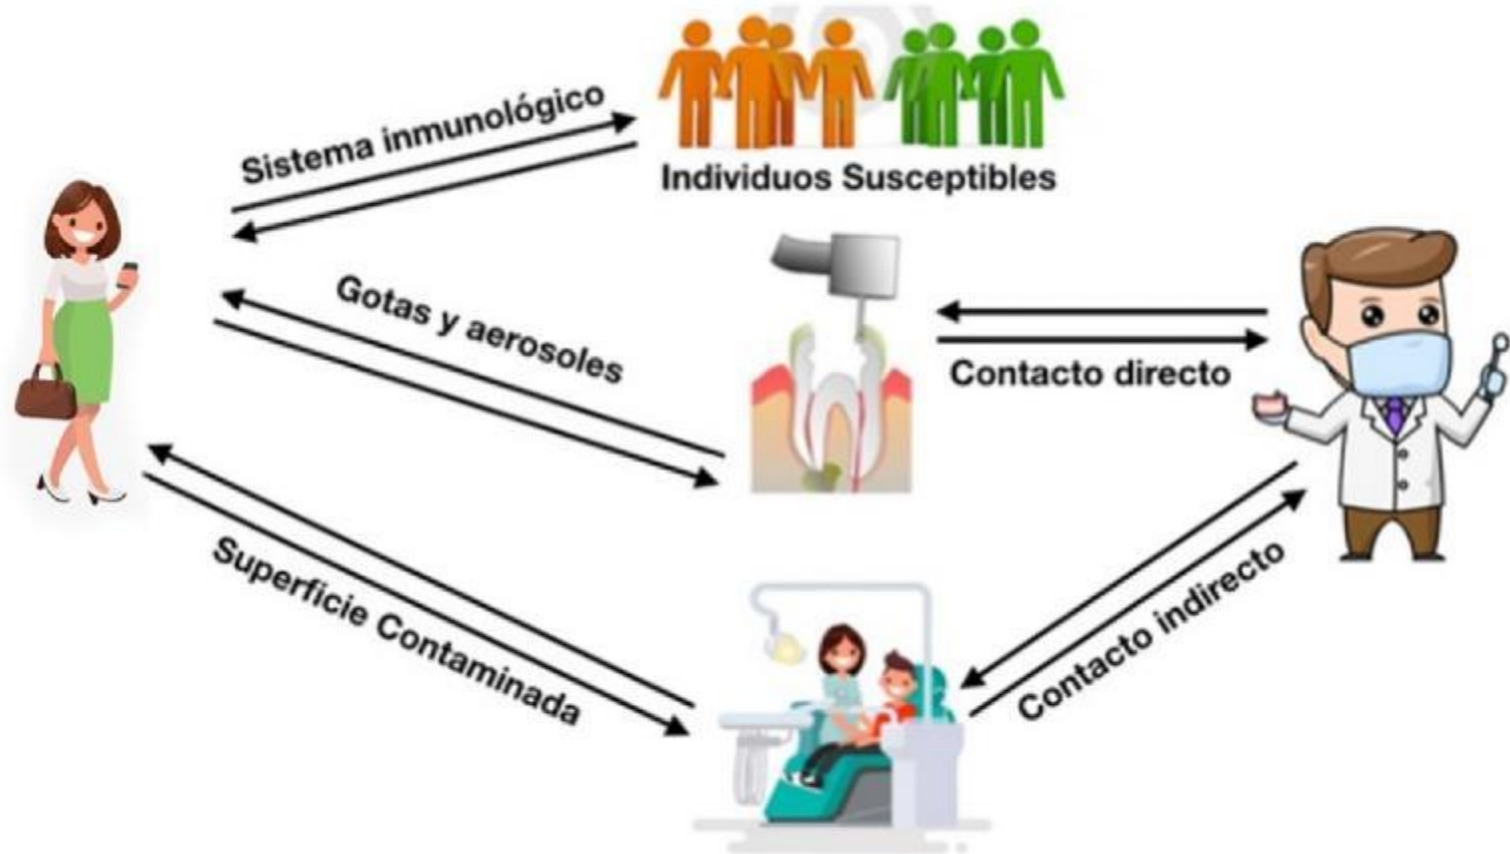 Sistema inmunológico
Individuos Susceptibles
Gotas y aerosoles
Contacto directo
Superficie Contaminada
Contacto indirecto